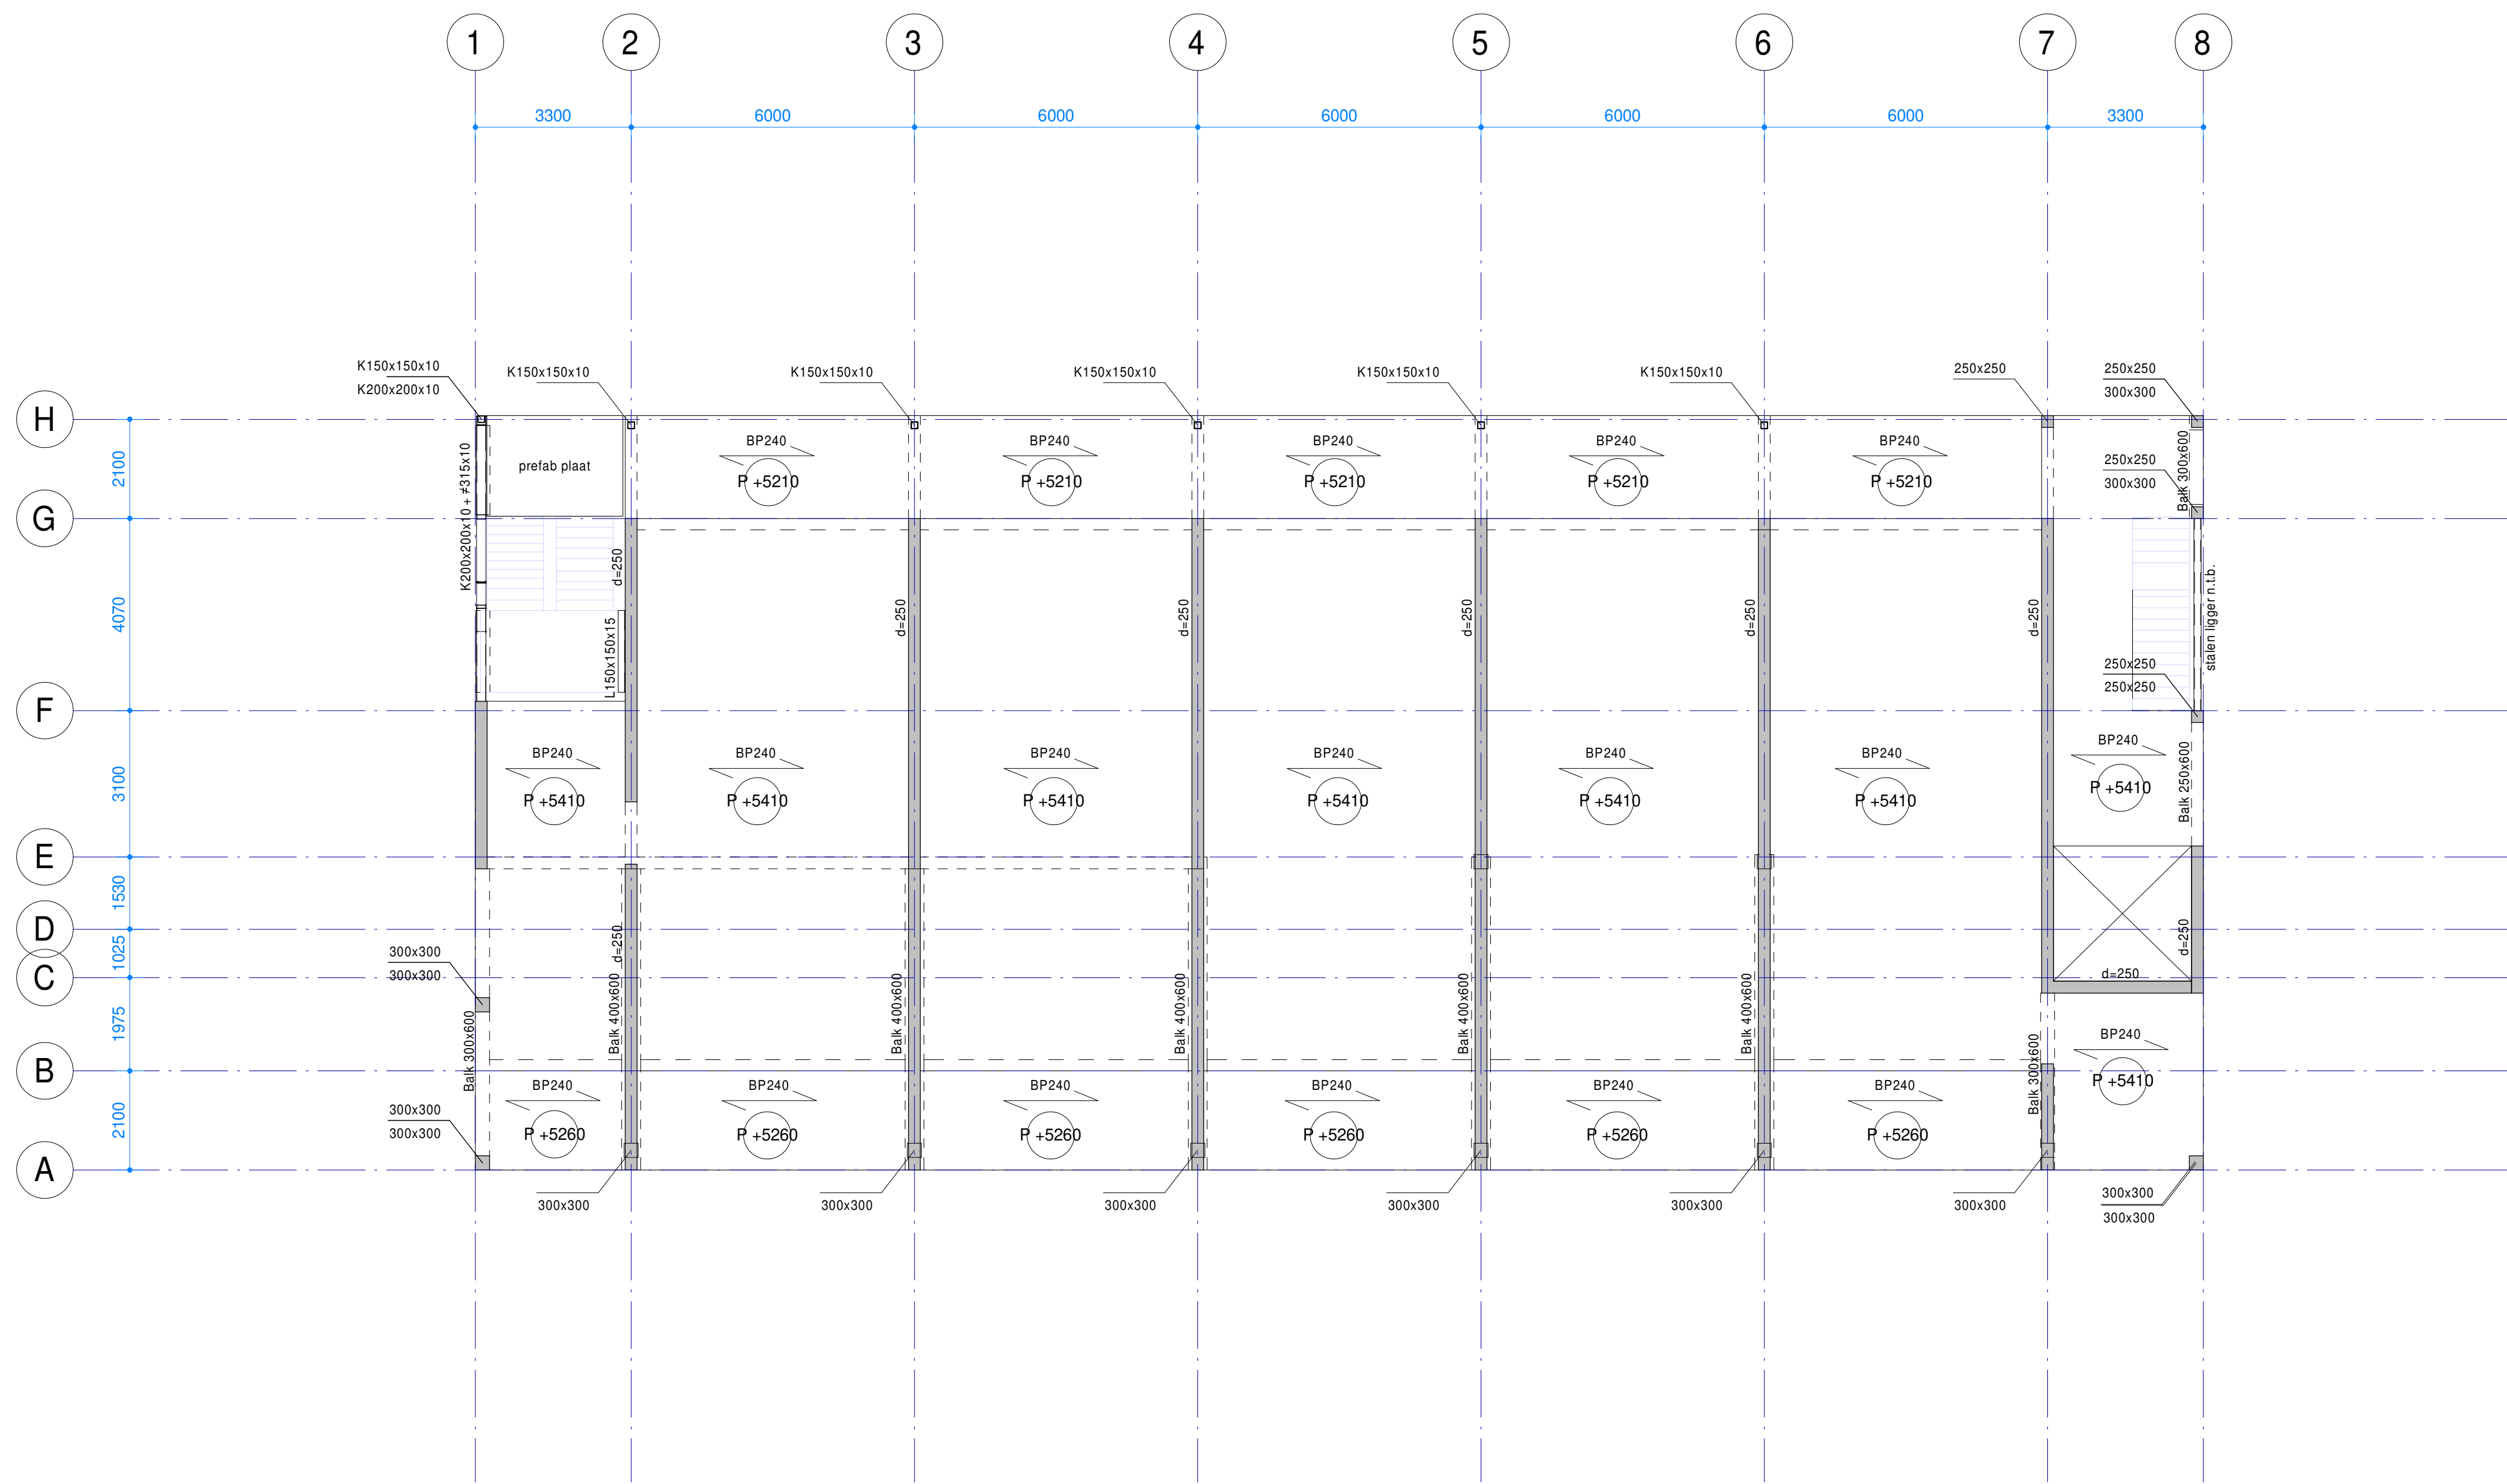 1 2 3 4 5 6 7 8
3300 6000 6000 6000 6000 6000 3300
K150x150x10
K200x200x10
K150x150x10
K150x150x10
K150x150x10
K150x150x10
K150x150x10
250x250
250x250
300x300
H
2100
K200x200x10 + ≠315x10
prefab plaat
BP240 BP240 BP240 BP240 BP240
P +5210 P +5210 P +5210 P +5210 P +5210
250x250
300x300
Balk 300x600
G
4070
d=250
L150x150x15
d=250
d=250
d=250
d=250
d=250
stalen ligger n.t.b.
250x250
250x250
F
3100
BP240 BP240 BP240 BP240 BP240 BP240 BP240
P +5410 P +5410 P +5410 P +5410 P +5410 P +5410 P +5410
Balk 250x600
E
1530
D
1025
d=250
d=250
d=250
C
300x300
300x300
1975
Balk 300x600
Balk 400x600
Balk 400x600
Balk 400x600
Balk 400x600
Balk 400x600
Balk 300x600
BP240
P +5410
B
2100
300x300
300x300
BP240 BP240 BP240 BP240 BP240 BP240
P +5260 P +5260 P +5260 P +5260 P +5260 P +5260
A
300x300 300x300 300x300 300x300 300x300 300x300
300x300
300x300